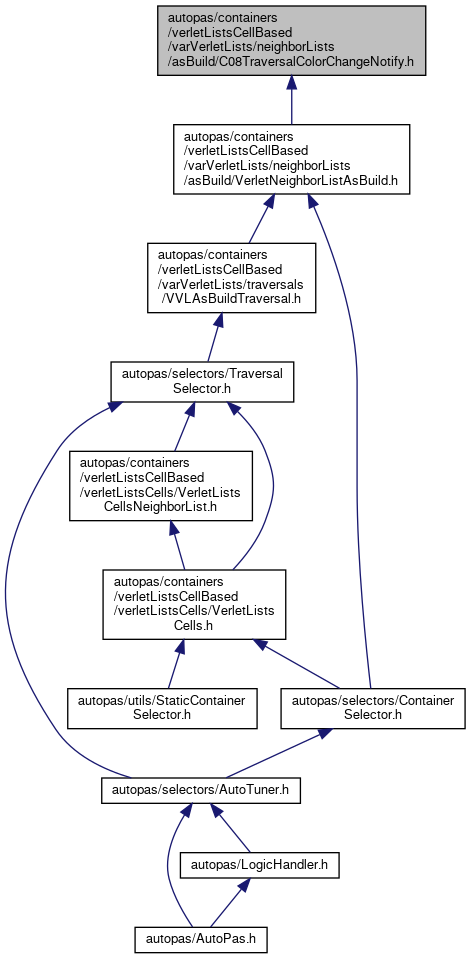 autopas/containers
/verletListsCellBased
/varVerletLists/neighborLists
/asBuild/C08TraversalColorChangeNotify.h
autopas/containers
/verletListsCellBased
/varVerletLists/neighborLists
/asBuild/VerletNeighborListAsBuild.h
autopas/containers
/verletListsCellBased
/varVerletLists/traversals
/VVLAsBuildTraversal.h
autopas/selectors/Traversal
Selector.h
autopas/containers
/verletListsCellBased
/verletListsCells/VerletLists
CellsNeighborList.h
autopas/containers
/verletListsCellBased
/verletListsCells/VerletLists
Cells.h
autopas/utils/StaticContainer
Selector.h
autopas/selectors/Container
Selector.h
autopas/selectors/AutoTuner.h
autopas/LogicHandler.h
autopas/AutoPas.h